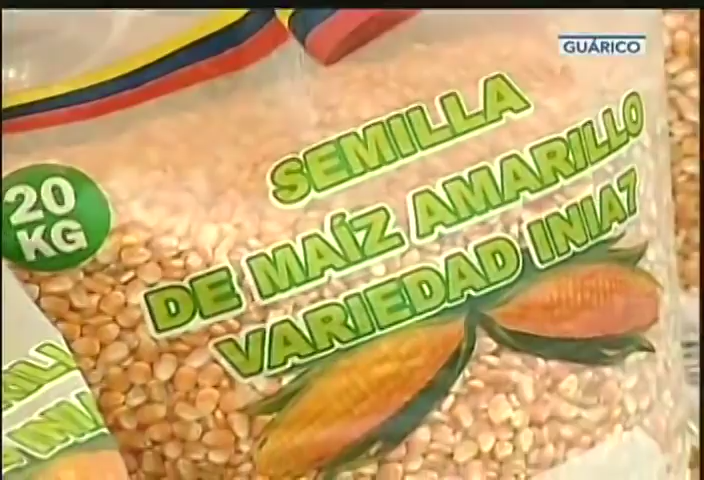 GUÁRICO
SEMILLA
DE MAÍZ AMARILLO
VARIEDAD INIA7
20
KG